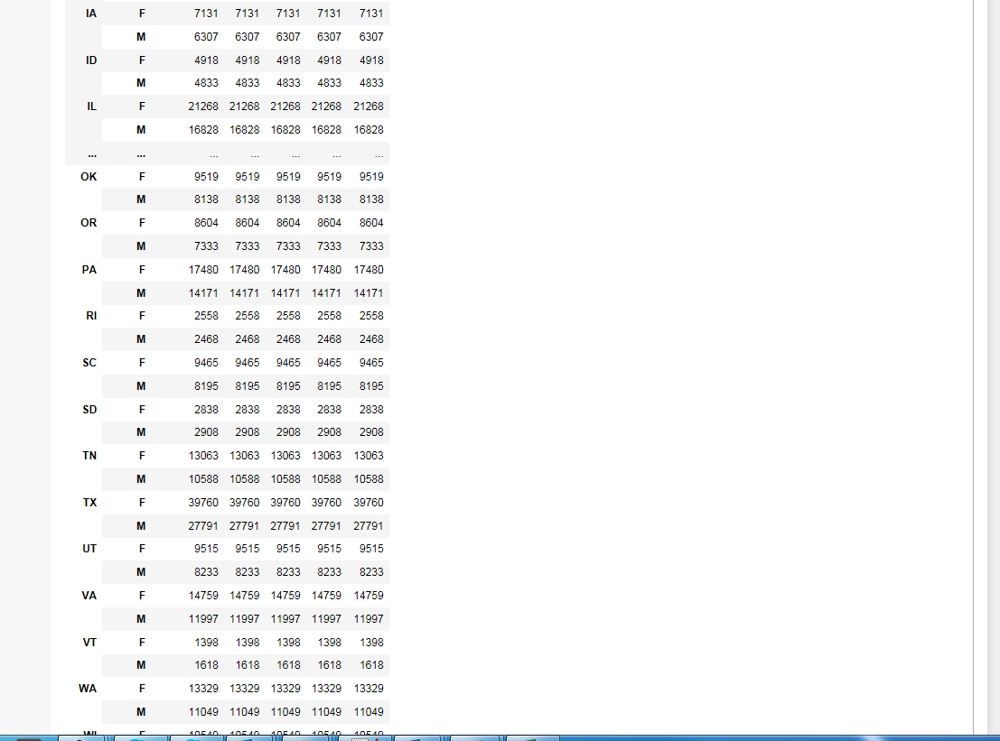 IA F 7131 7131 7131 7131 7131
M 6307 6307 6307 6307 6307
ID F 4918 4918 4918 4918 4918
M 4833 4833 4833 4833 4833
IL F 21268 21268 21268 21268 21268
M 16828 16828 16828 16828 16828
... ... ... ... ... ... ...
OK F 9519 9519 9519 9519 9519
M 8138 8138 8138 8138 8138
OR F 8604 8604 8604 8604 8604
M 7333 7333 7333 7333 7333
PA F 17480 17480 17480 17480 17480
M 14171 14171 14171 14171 14171
RI F 2558 2558 2558 2558 2558
M 2468 2468 2468 2468 2468
SC F 9465 9465 9465 9465 9465
M 8195 8195 8195 8195 8195
SD F 2838 2838 2838 2838 2838
M 2908 2908 2908 2908 2908
TN F 13063 13063 13063 13063 13063
M 10588 10588 10588 10588 10588
TX F 39760 39760 39760 39760 39760
M 27791 27791 27791 27791 27791
UT F 9515 9515 9515 9515 9515
M 8233 8233 8233 8233 8233
VA F 14759 14759 14759 14759 14759
M 11997 11997 11997 11997 11997
VT F 1398 1398 1398 1398 1398
M 1618 1618 1618 1618 1618
WA F 13329 13329 13329 13329 13329
M 11049 11049 11049 11049 11049